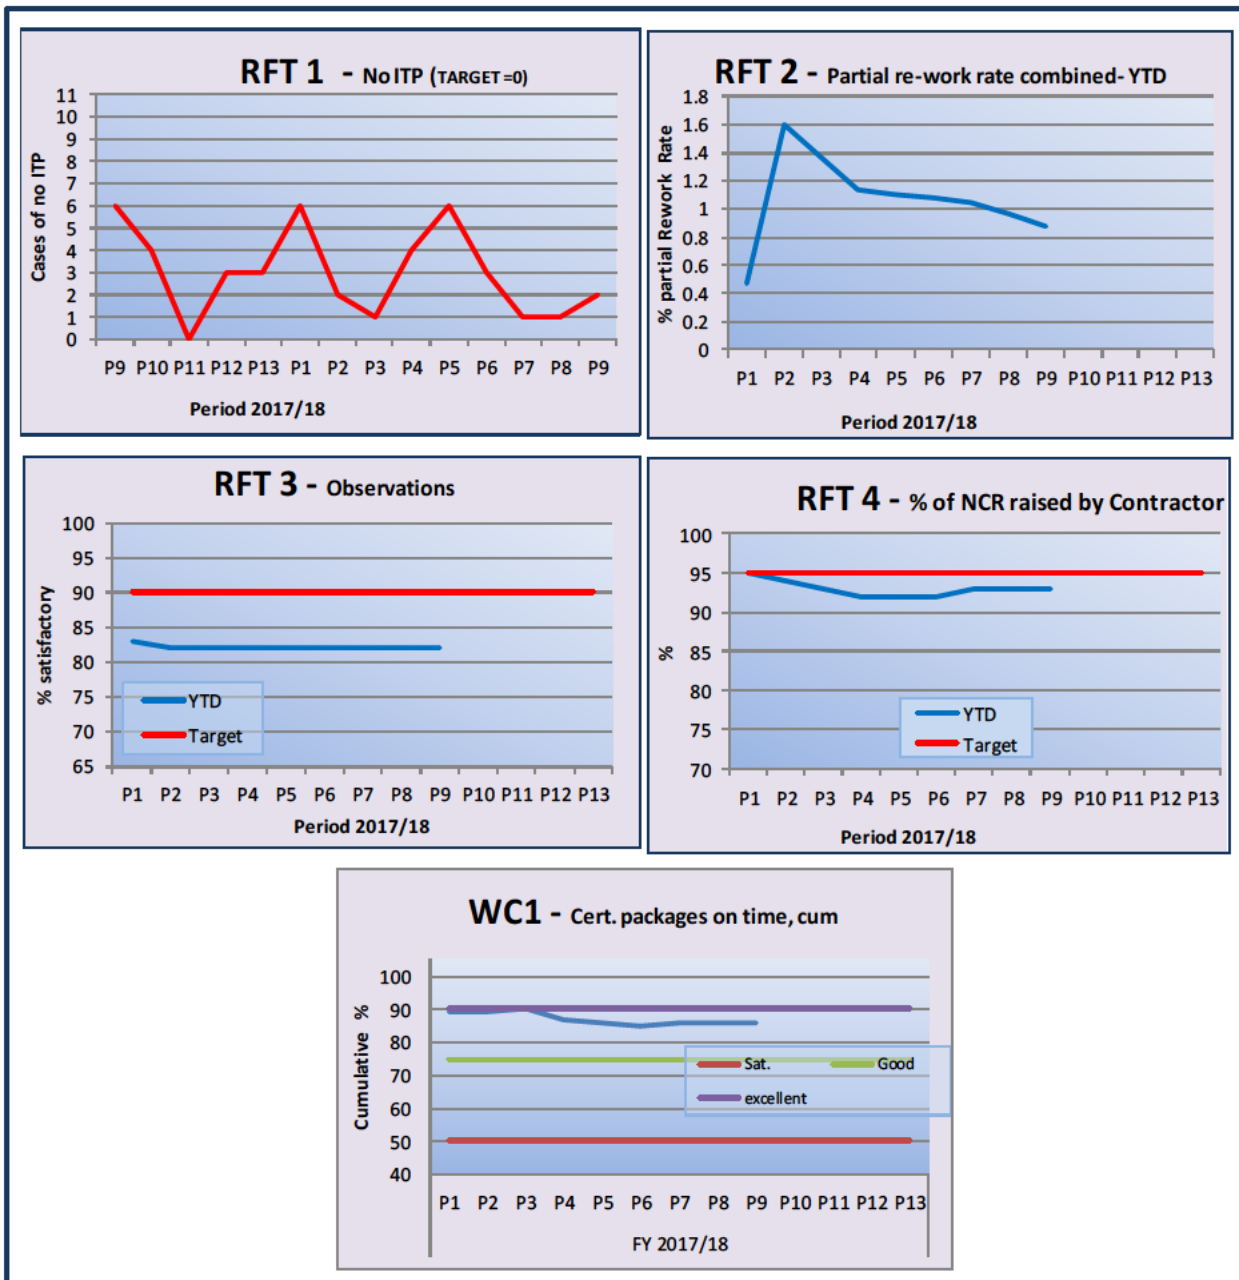 RFT 1 - No ITP (TARGET =0)
11
10
9
8
7
6
5
4
3
2
1
0
Cases of no ITP
P9 P10 P11 P12 P13 P1 P2 P3 P4 P5 P6 P7 P8 P9
Period 2017/18
RFT 2 - Partial re-work rate combined- YTD
1.8
1.6
1.4
1.2
1
0.8
0.6
0.4
0.2
0
% partial Rework Rate
P1 P2 P3 P4 P5 P6 P7 P8 P9 P10 P11 P12 P13
Period 2017/18
RFT 3 - Observations
100
95
90
85
80
75
70
65
% satisfactory
YTD
Target
P1 P2 P3 P4 P5 P6 P7 P8 P9 P10 P11 P12 P13
Period 2017/18
RFT 4 - % of NCR raised by Contractor
100
95
90
85
80
75
70
%
YTD
Target
P1 P2 P3 P4 P5 P6 P7 P8 P9 P10 P11 P12 P13
Period 2017/18
WC1 - Cert. packages on time, cum
100
90
80
70
60
50
40
Cumulative %
Sat. Good
excellent
P1 P2 P3 P4 P5 P6 P7 P8 P9 P10 P11 P12 P13
FY 2017/18